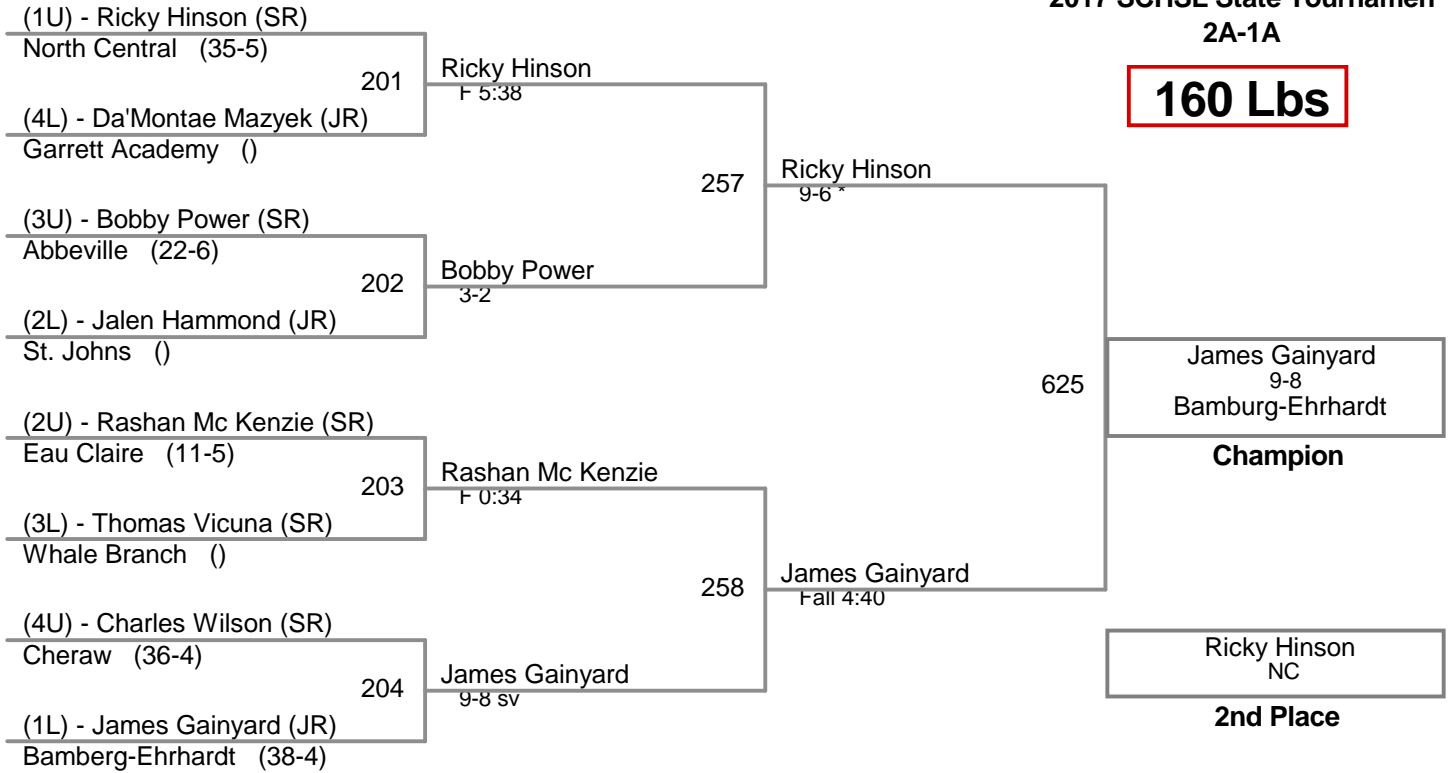 2017 SCHSL State Tournamen
2A-1A
160 Lbs
(1U) - Ricky Hinson (SR)
North Central (35-5)
201
Ricky Hinson
F 5:38
(4L) - Da'Montae Mazyek (JR)
Garrett Academy ()
257
Ricky Hinson
9-6 *
(3U) - Bobby Power (SR)
Abbeville (22-6)
202
Bobby Power
3-2
(2L) - Jalen Hammond (JR)
St. Johns ()
625
James Gainyard
9-8
Bamburg-Ehrhardt
Champion
(2U) - Rashan Mc Kenzie (SR)
Eau Claire (11-5)
203
Rashan Mc Kenzie
F 0:34
(3L) - Thomas Vicuna (SR)
Whale Branch ()
258
James Gainyard
Fall 4:40
(4U) - Charles Wilson (SR)
Cheraw (36-4)
204
James Gainyard
9-8 sv
(1L) - James Gainyard (JR)
Bamberg-Ehrhardt (38-4)
Ricky Hinson
NC
2nd Place